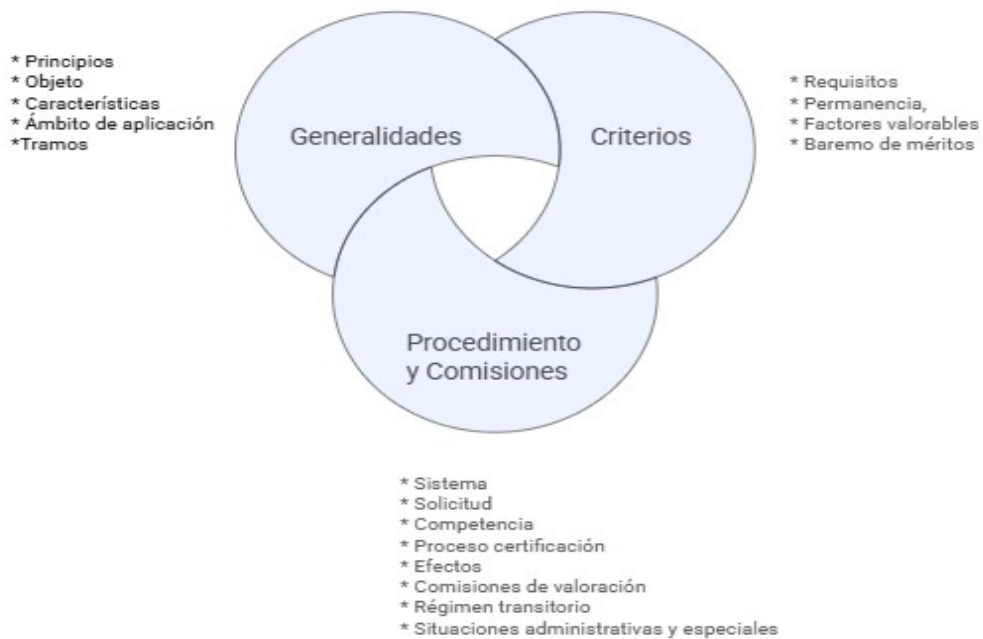 * Principios
* Objeto
* Características
* Ámbito de aplicación
*Tramos
Generalidades
Criterios
* Requisitos
* Permanencia,
* Factores valorables
* Baremo de méritos
Procedimiento
y Comisiones
* Sistema
* Solicitud
* Competencia
* Proceso certificación
* Efectos
* Comisiones de valoración
* Régimen transitorio
* Situaciones administrativas y especiales